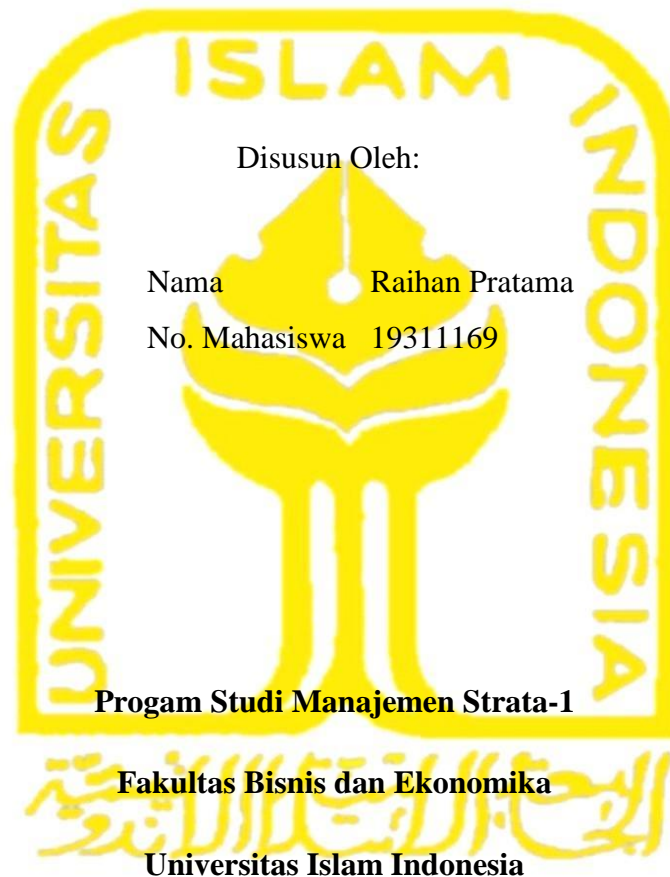 ISLAM
UNIVERSITAS
INDONESIA
Disusun Oleh:
Nama Raihan Pratama
No. Mahasiswa 19311169
Progam Studi Manajemen Strata-1
Fakultas Bisnis dan Ekonomika
Universitas Islam Indonesia